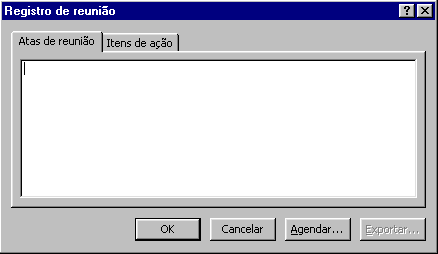 Registro de reunião
Atas de reunião Itens de ação
OK Cancelar Agendar... Exportar...